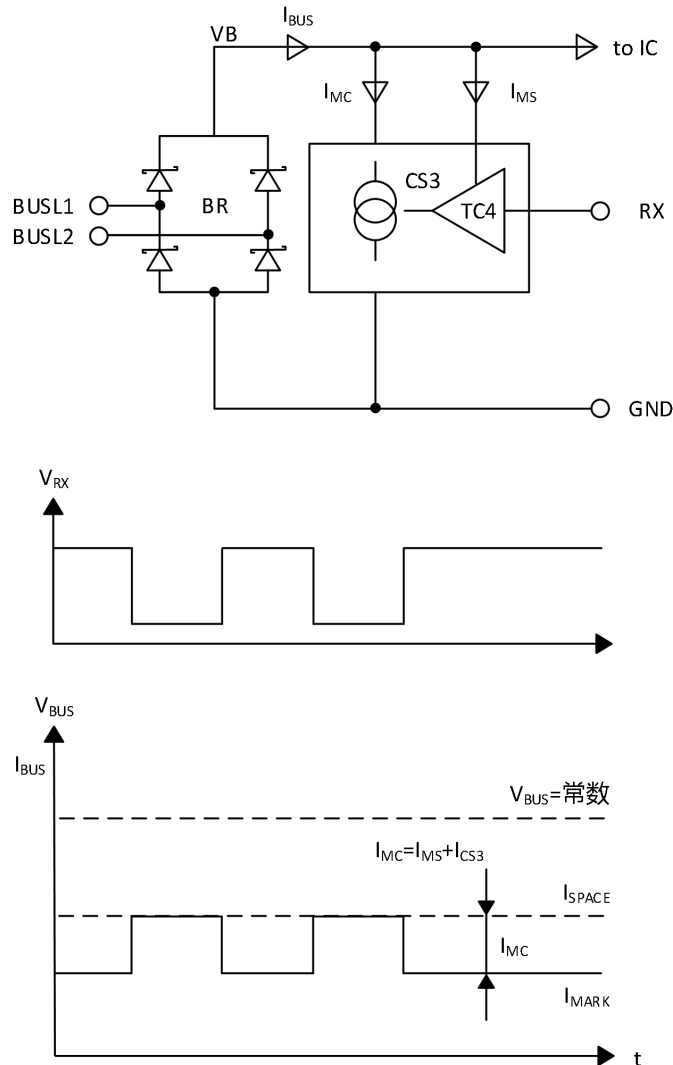 I_BUS
VB
to IC
I_MC
I_MS
CS3
BUSL1
BR
TC4
RX
BUSL2
GND
V_RX
V_BUS
I_BUS
V_BUS=常数
I_MC=I_MS+I_CS3
I_SPACE
I_MC
I_MARK
t